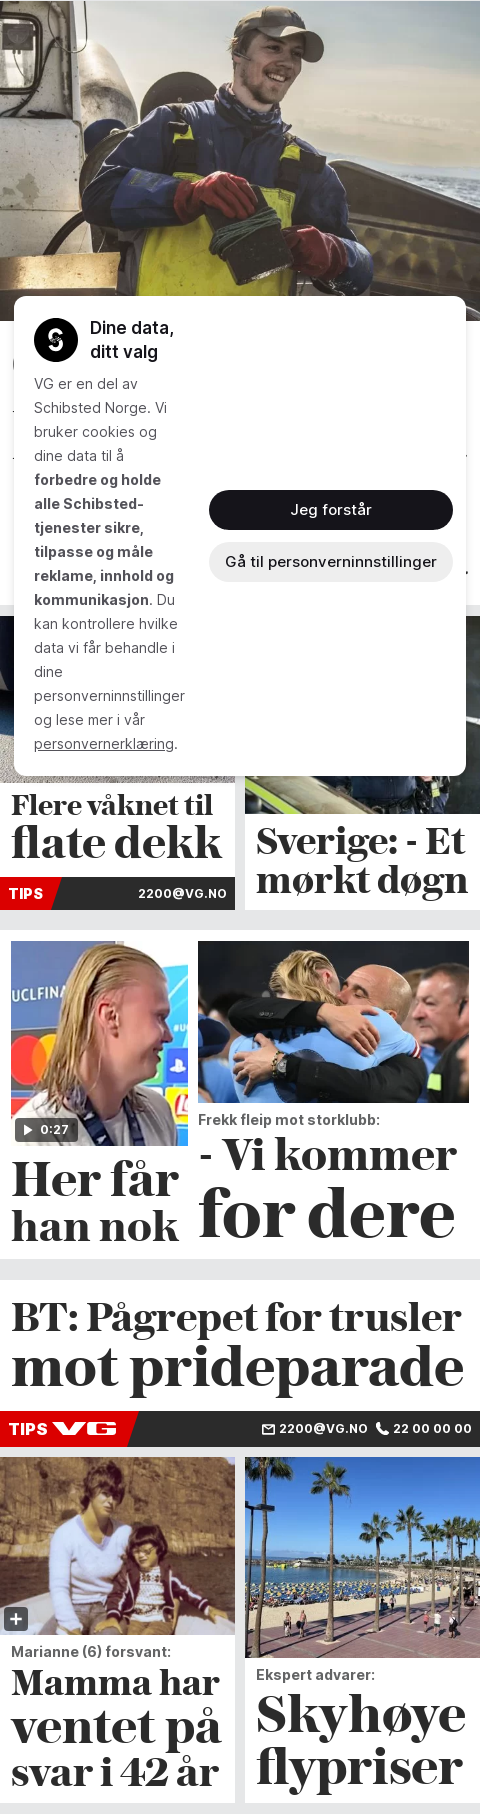 Dine data,
ditt valg
VG er en del av
Schibsted Norge. Vi
bruker cookies og
dine data til å
forbedre og holde
alle Schibsted-
tjenester sikre,
tilpasse og måle
reklame, innhold og
kommunikasjon. Du
kan kontrollere hvilke
data vi får behandle i
dine
personverninnstillinger
og lese mer i vår
personvernerklæring.
Jeg forstår
Gå til personverninnstillinger
Flere våknet til
flate dekk
TIPS 2200@VG.NO
Sverige: - Et
mørkt døgn
UCLFINA
0:27
Her får
han nok
Frekk fleip mot storklubb:
- Vi kommer
for dere
BT: Pågrepet for trusler
mot prideparade
TIPS VG 2200@VG.NO 22 00 00 00
Marianne (6) forsvant:
Mamma har
ventet på
svar i 42 år
Ekspert advarer:
Skyhøye
flypriser